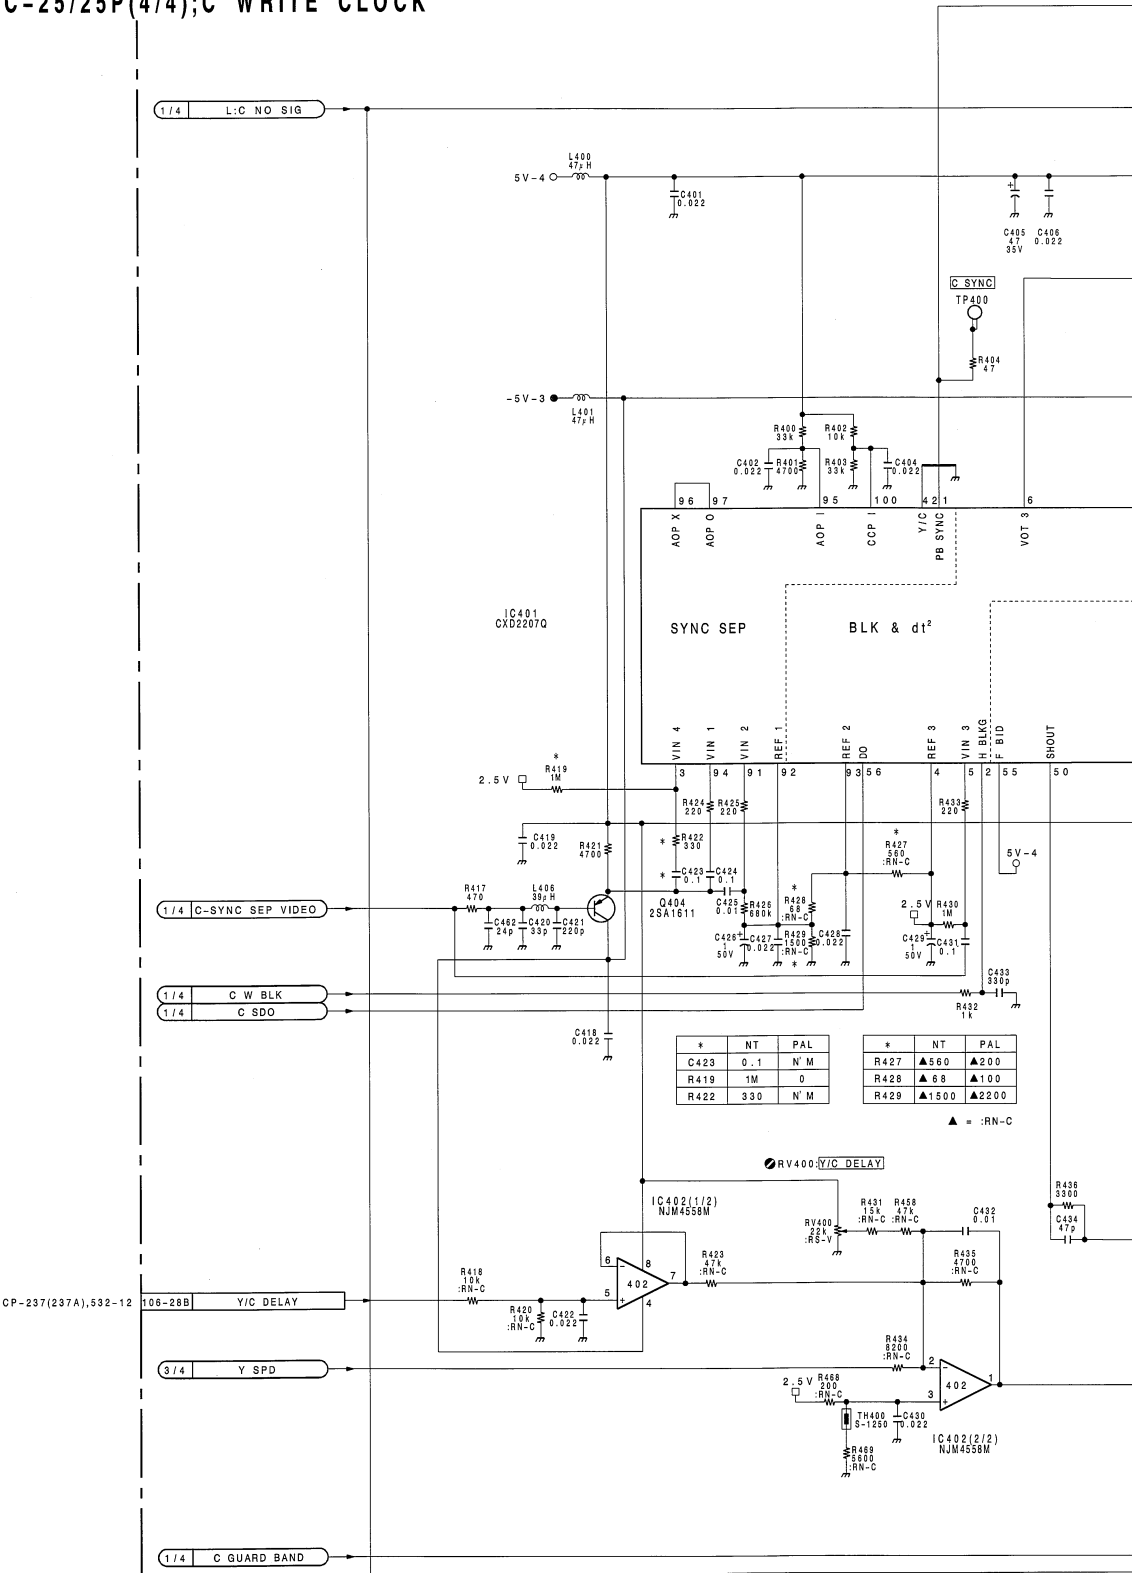 C-25/25P(4/4);C WRITE CLOCK
1/4 L:C NO SIG
L400
47μH
5V-4
C401
0.022
C405
47
35V
C406
0.022
C SYNC
TP400
R404
47
-5V-3
L401
47μH
R400
33k
R402
10k
C402
0.022
R401
4700
R403
33k
C404
0.022
96 97 95 100 42 1 6
AOP X
AOP O
AOP I
CCP I
Y/C
PB SYNC
VOT 3
IC401
CXD2207Q
SYNC SEP
BLK & dt²
VIN 4
VIN 1
VIN 2
REF 1
REF 2
DO
REF 3
VIN 3
H BLKG
F BID
SHOUT
3 94 91 92 93 56 4 5 2 55 50
*
R419
1M
2.5V
R424
220
R425
220
R433
220
C419
0.022
R421
4700
*
R422
330
*
R427
560
:RN-C
5V-4
*
C423
0.1
C424
0.1
R417
470
L406
39μH
1/4 C-SYNC SEP VIDEO
Q404
2SA1611
C425
0.01
R426
680k
*
R428
68
:RN-C
2.5V
R430
1M
C462
24p
C420
33p
C421
220p
C426
+
1
50V
C427
0.022
R429
1500
:RN-C
*
C428
0.022
C429
+
1
50V
C431
0.1
1/4 C W BLK
C433
330p
1/4 C SDO
R432
1k
C418
0.022
* NT PAL
C423 0.1 N'M
R419 1M 0
R422 330 N'M
* NT PAL
R427 ▲560 ▲200
R428 ▲68 ▲100
R429 ▲1500 ▲2200
▲ = :RN-C
RV400:Y/C DELAY
IC402(1/2)
NJM4558M
R436
3300
C434
47p
RV400
22k
:RS-V
R431
15k
:RN-C
R458
47k
:RN-C
C432
0.01
R423
47k
:RN-C
R435
4700
:RN-C
6
-
8
402
7
5
+
4
R418
10k
:RN-C
CP-237(237A),532-12 106-28B Y/C DELAY
R420
10k
:RN-C
C422
0.022
3/4 Y SPD
R434
8200
:RN-C
2
-
402
1
3
+
2.5V
R468
200
:RN-C
TH400
S-1250
C430
0.022
IC402(2/2)
NJM4558M
R469
5600
:RN-C
1/4 C GUARD BAND